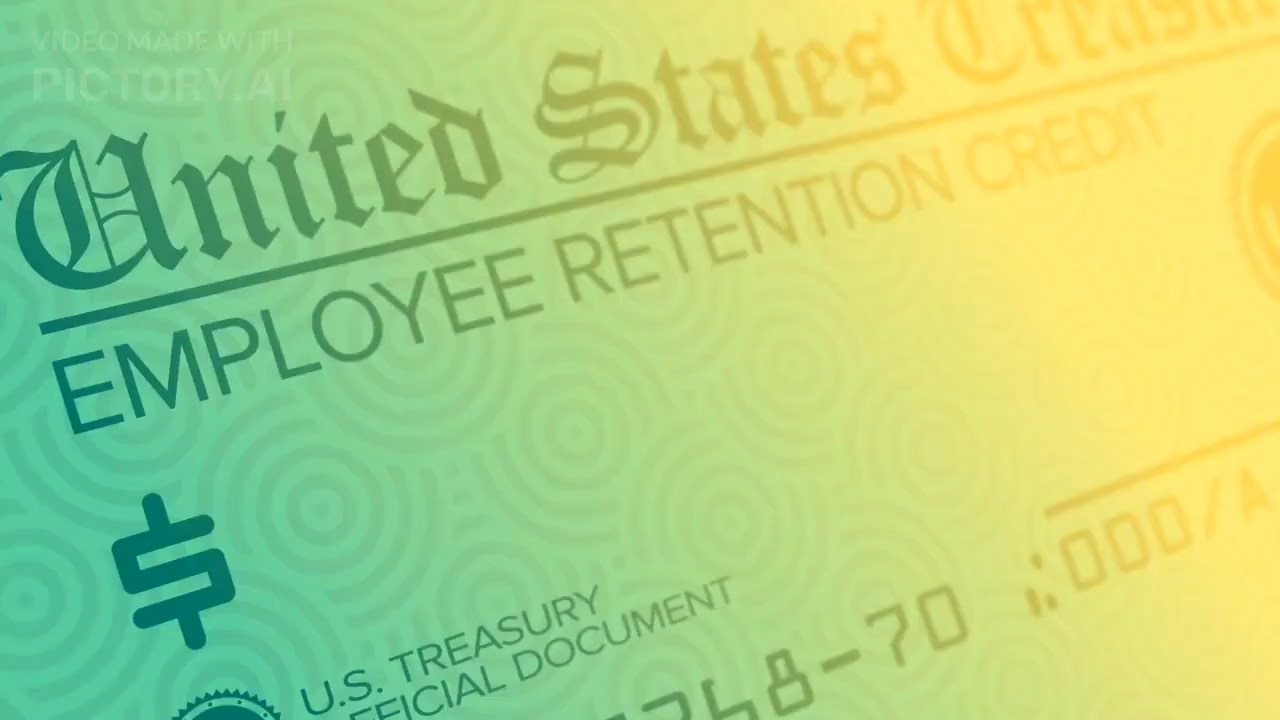 VIDEO MADE WITH
PICTORY.AI
United States Treasu
EMPLOYEE RETENTION CREDIT
$
U.S. TREASURY
FFICIAL DOCUMENT
268-70 ⑆000/A